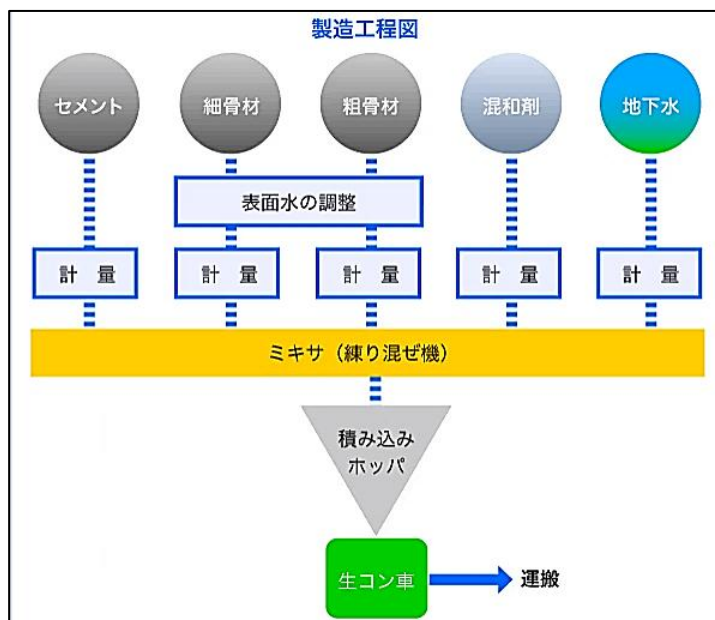 製造工程図
セメント
細骨材
粗骨材
混和剤
地下水
表面水の調整
計　量
計　量
計　量
計　量
計　量
ミキサ（練り混ぜ機）
積み込み
ホッパ
生コン車
運搬